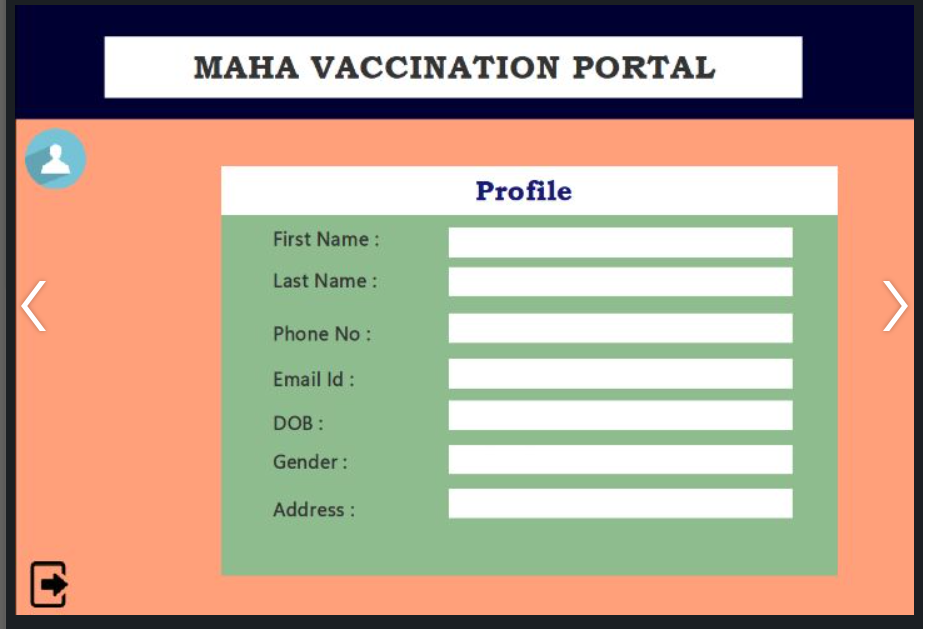 MAHA VACCINATION PORTAL
Profile
First Name :
Last Name :
Phone No :
Email Id :
DOB :
Gender :
Address :